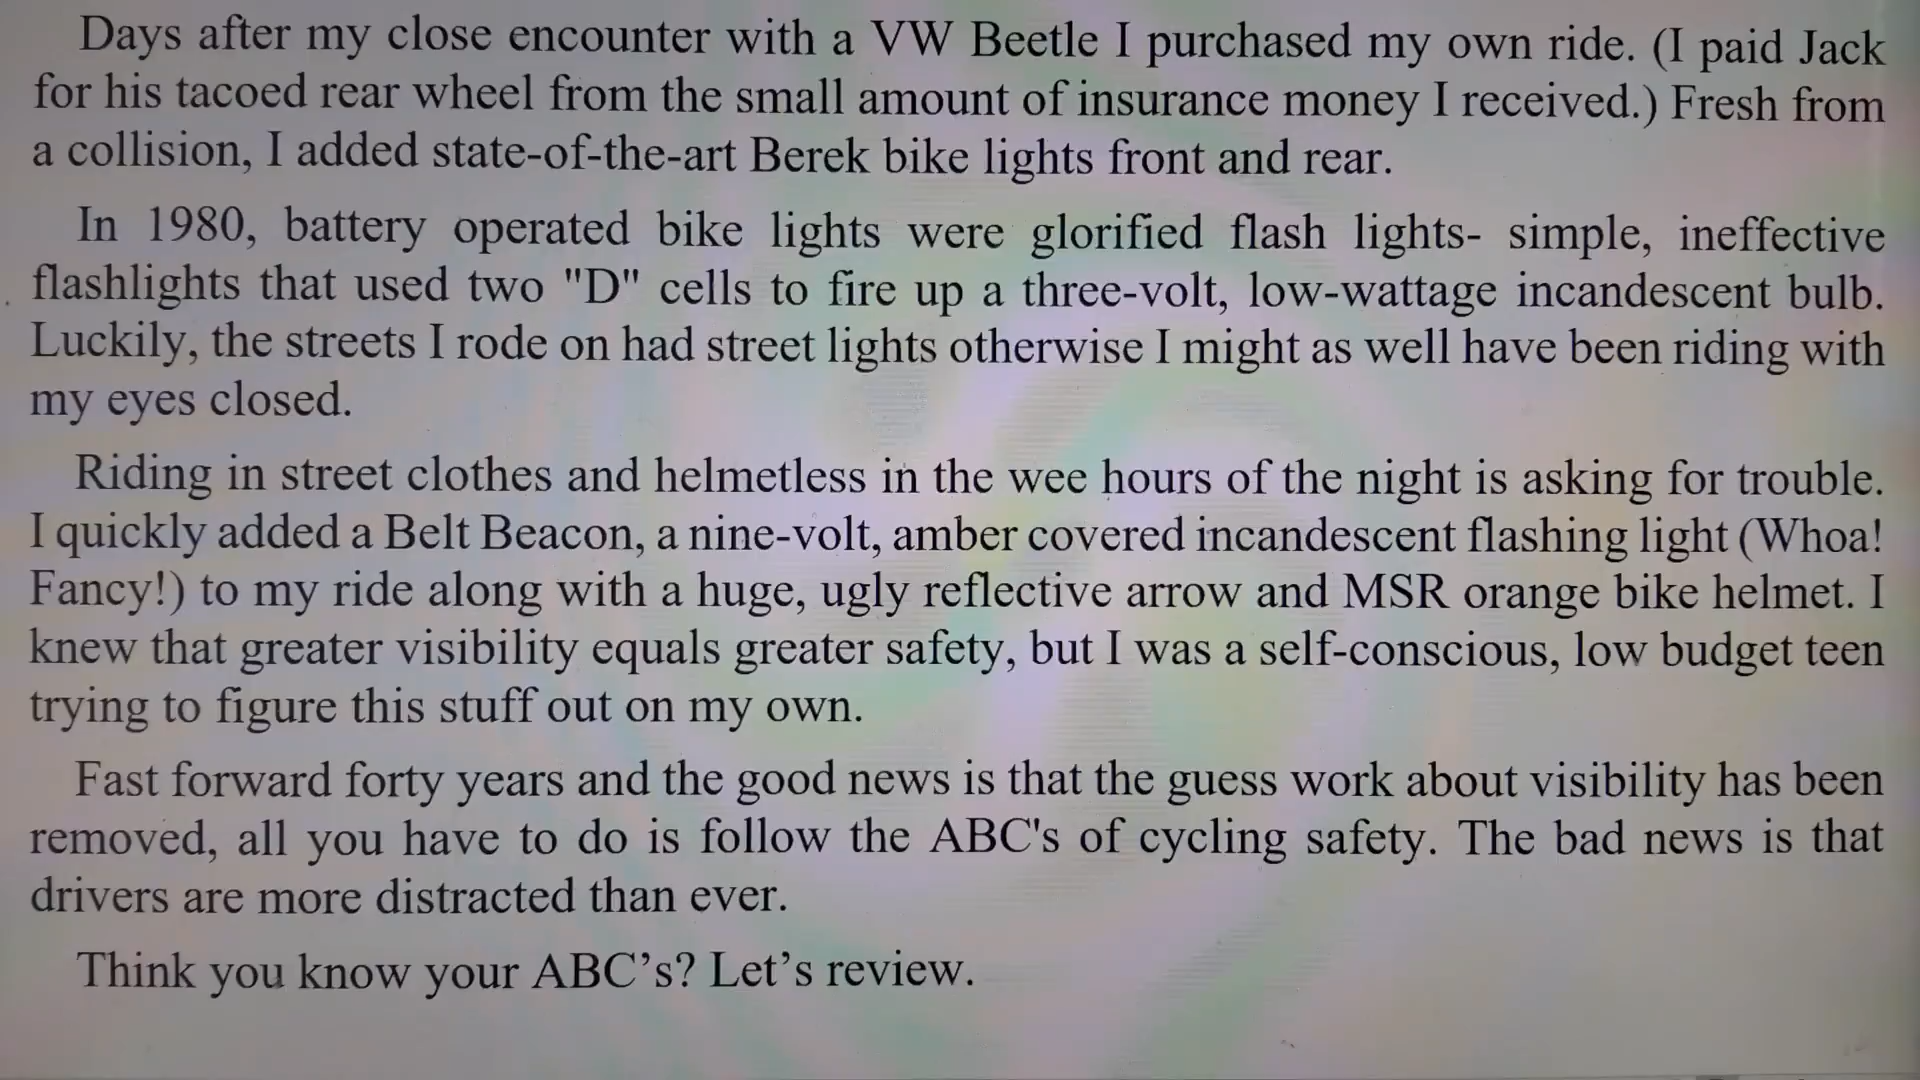 Days after my close encounter with a VW Beetle I purchased my own ride. (I paid Jack
for his tacoed rear wheel from the small amount of insurance money I received.) Fresh from
a collision, I added state-of-the-art Berek bike lights front and rear.
In 1980, battery operated bike lights were glorified flash lights- simple, ineffective
flashlights that used two "D" cells to fire up a three-volt, low-wattage incandescent bulb.
Luckily, the streets I rode on had street lights otherwise I might as well have been riding with
my eyes closed.
Riding in street clothes and helmetless in the wee hours of the night is asking for trouble.
I quickly added a Belt Beacon, a nine-volt, amber covered incandescent flashing light (Whoa!
Fancy!) to my ride along with a huge, ugly reflective arrow and MSR orange bike helmet. I
knew that greater visibility equals greater safety, but I was a self-conscious, low budget teen
trying to figure this stuff out on my own.
Fast forward forty years and the good news is that the guess work about visibility has been
removed, all you have to do is follow the ABC's of cycling safety. The bad news is that
drivers are more distracted than ever.
Think you know your ABC’s? Let’s review.